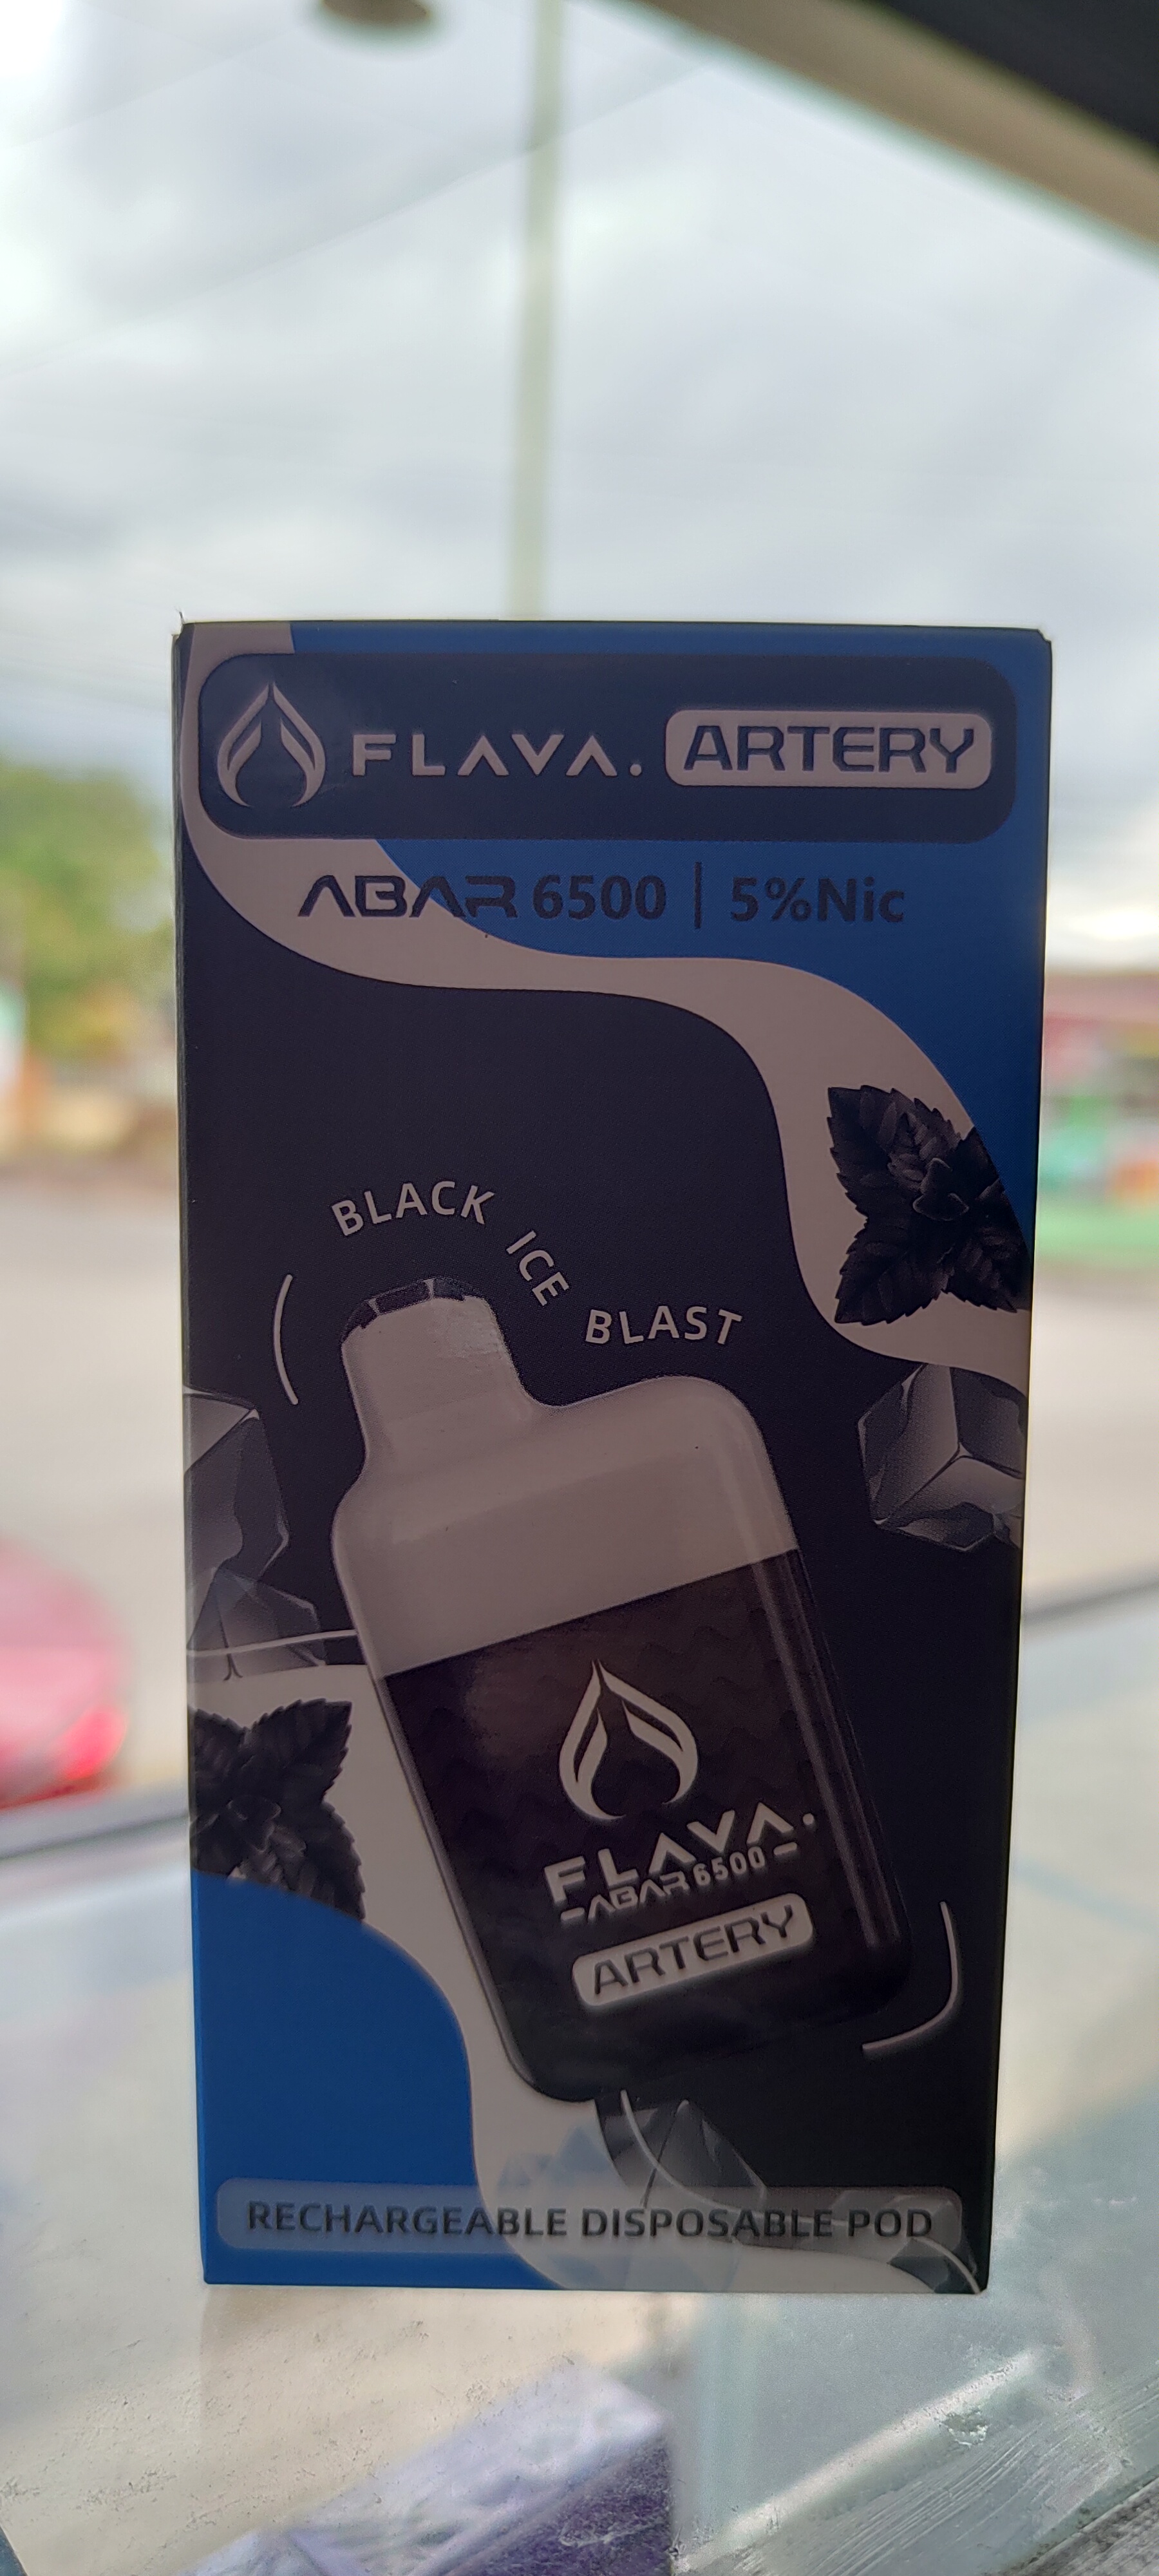 FLAVA. ARTERY
ABAR 6500 | 5%Nic
BLACK ICE BLAST
FLAVA.
ABAR 6500
ARTERY
RECHARGEABLE DISPOSABLE POD